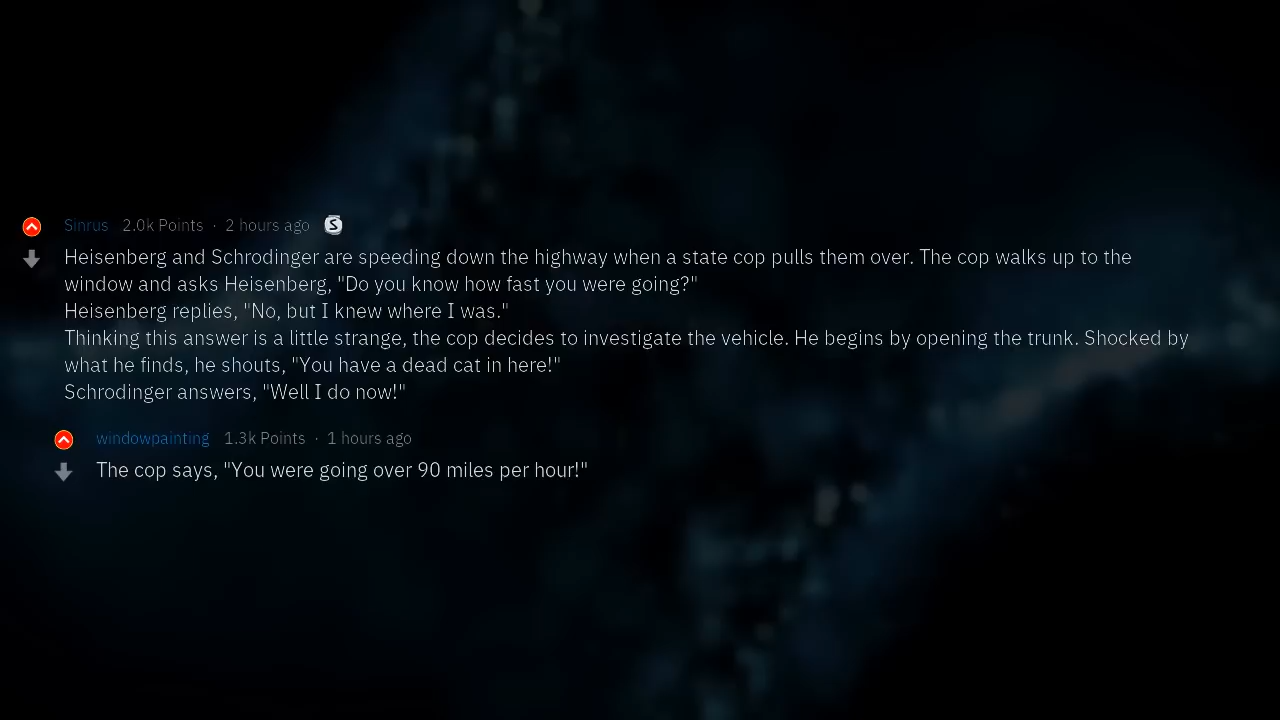 Sinrus 2.0k Points · 2 hours ago S
Heisenberg and Schrodinger are speeding down the highway when a state cop pulls them over. The cop walks up to the
window and asks Heisenberg, "Do you know how fast you were going?"
Heisenberg replies, "No, but I knew where I was."
Thinking this answer is a little strange, the cop decides to investigate the vehicle. He begins by opening the trunk. Shocked by
what he finds, he shouts, "You have a dead cat in here!"
Schrodinger answers, "Well I do now!"
windowpainting 1.3k Points · 1 hours ago
The cop says, "You were going over 90 miles per hour!"